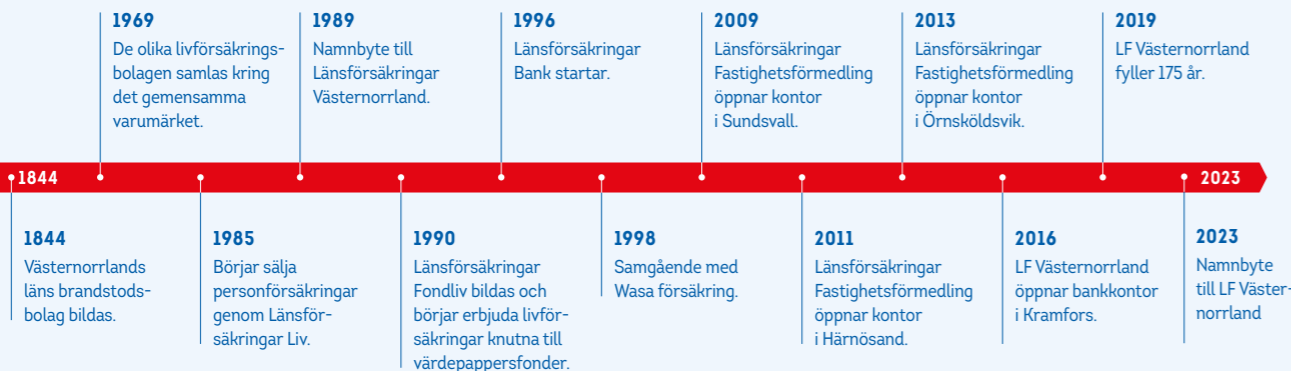 1969
De olika livförsäkrings-
bolagen samlas kring
det gemensamma
varumärket.
1989
Namnbyte till
Länsförsäkringar
Västernorrland.
1996
Länsförsäkringar
Bank startar.
2009
Länsförsäkringar
Fastighetsförmedling
öppnar kontor
i Sundsvall.
2013
Länsförsäkringar
Fastighetsförmedling
öppnar kontor
i Örnsköldsvik.
2019
LF Västernorrland
fyller 175 år.
1844
2023
1844
Västernorrlands
läns brandstods-
bolag bildas.
1985
Börjar sälja
personförsäkringar
genom Länsför-
säkringar Liv.
1990
Länsförsäkringar
Fondliv bildas och
börjar erbjuda livför-
säkringar knutna till
värdepappersfonder.
1998
Samgående med
Wasa försäkring.
2011
Länsförsäkringar
Fastighetsförmedling
öppnar kontor
i Härnösand.
2016
LF Västernorrland
öppnar bankkontor
i Kramfors.
2023
Namnbyte
till LF Väster-
norrland